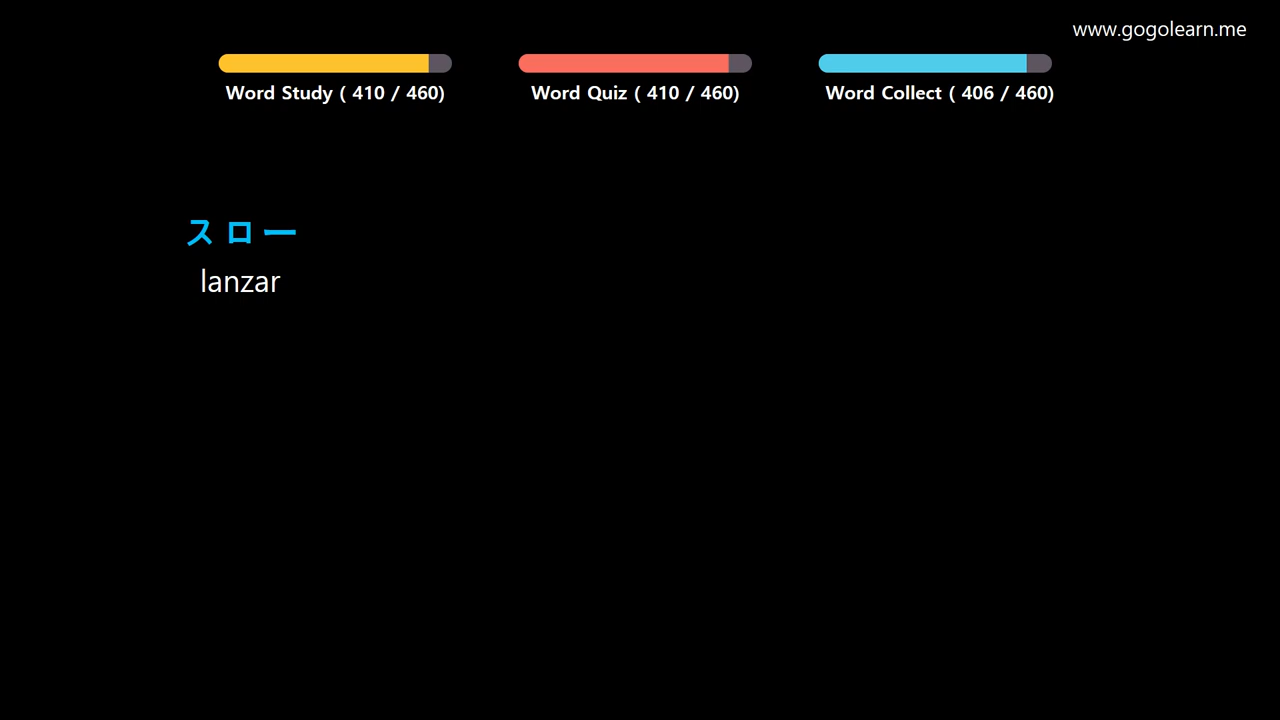 www.gogolearn.me
Word Study ( 410 / 460)
Word Quiz ( 410 / 460)
Word Collect ( 406 / 460)
スロー
lanzar